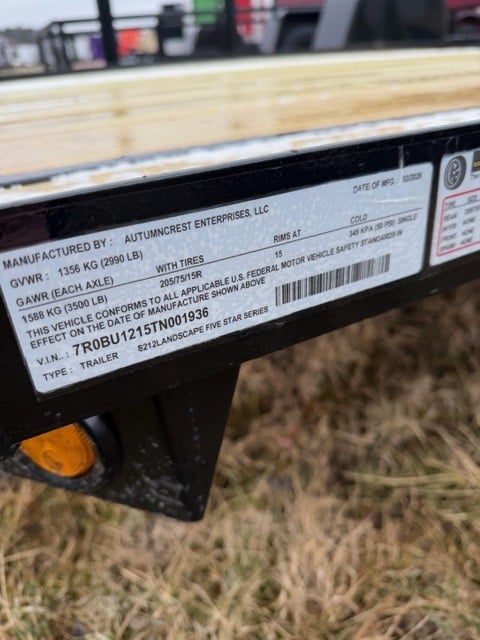 MANUFACTURED BY : AUTUMNCREST ENTERPRISES, LLC DATE OF MFG. : 02/2026
GVWR : 1356 KG (2990 LB)
GAWR (EACH AXLE) WITH TIRES RIMS AT COLD
1588 KG (3500 LB) 205/75/15R 15 345 KPA (50 PSI), SINGLE
THIS VEHICLE CONFORMS TO ALL APPLICABLE U.S. FEDERAL MOTOR VEHICLE SAFETY STANDARDS IN
EFFECT ON THE DATE OF MANUFACTURE SHOWN ABOVE
V.I.N.: 7R0BU1215TN001936
TYPE : TRAILER 8212LANDSCAPE FIVE STAR SERIES